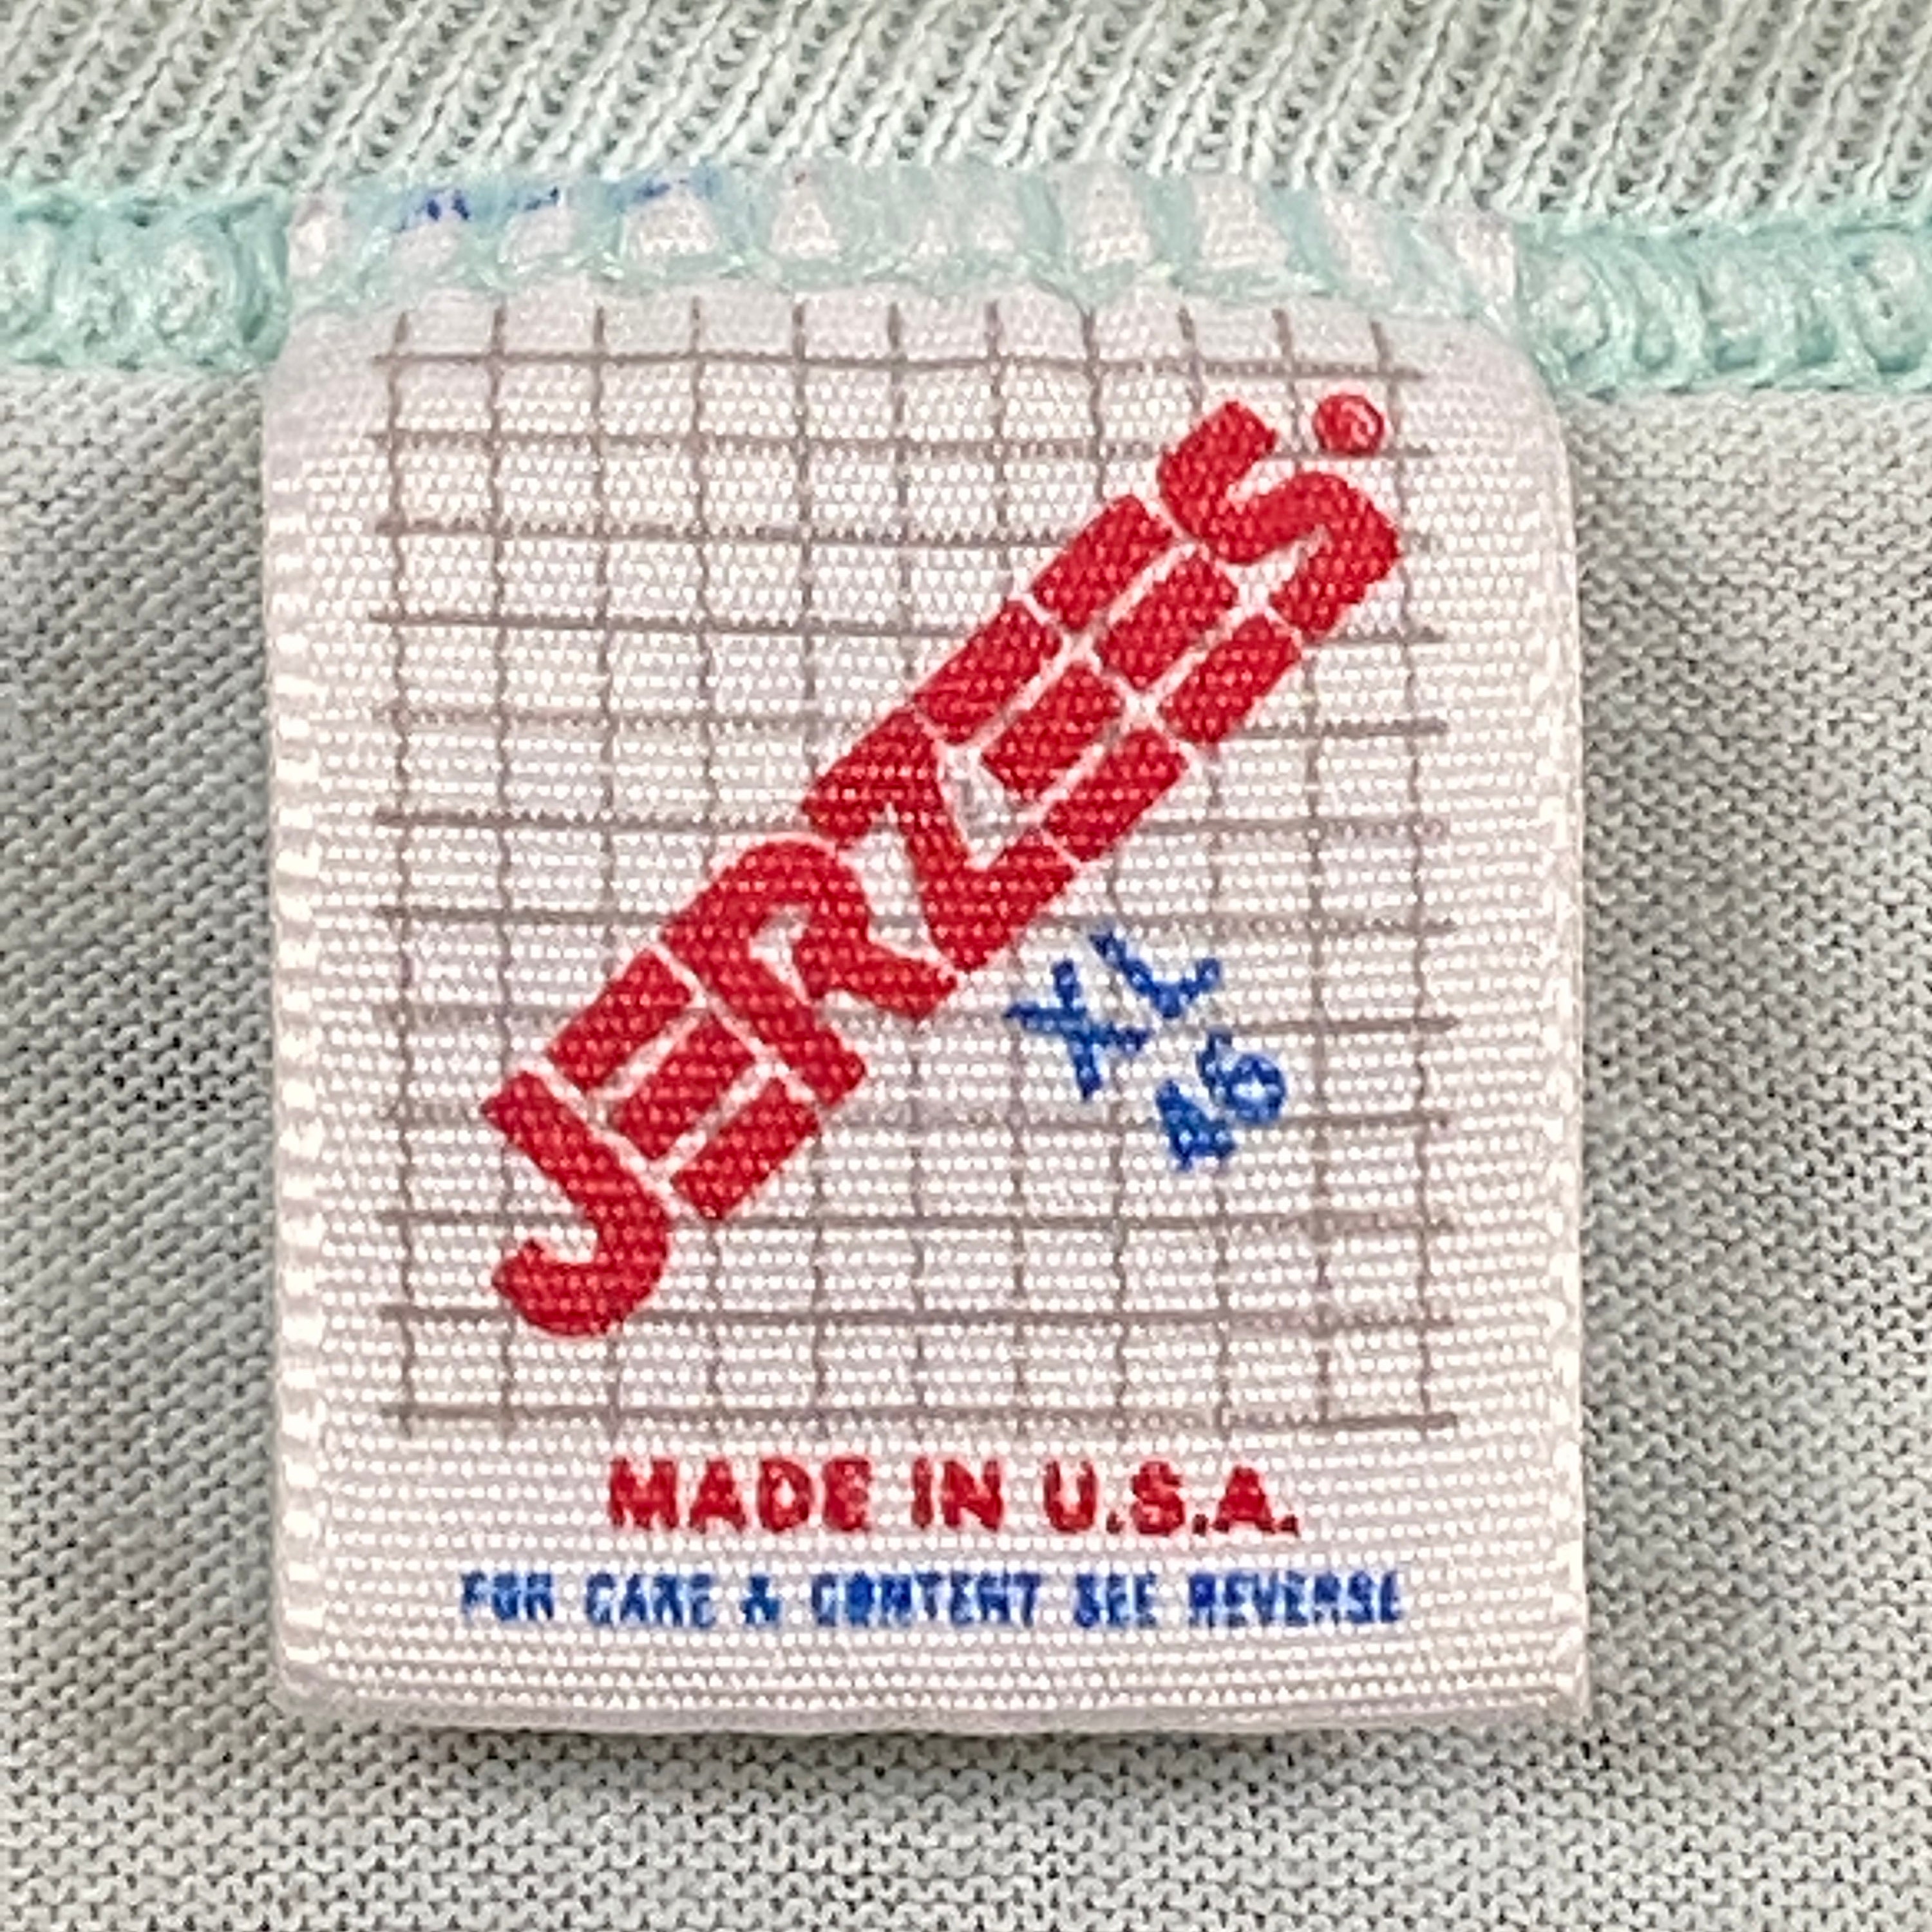 JERZEES®
XL
46
MADE IN U.S.A.
FOR CARE & CONTENT SEE REVERSE